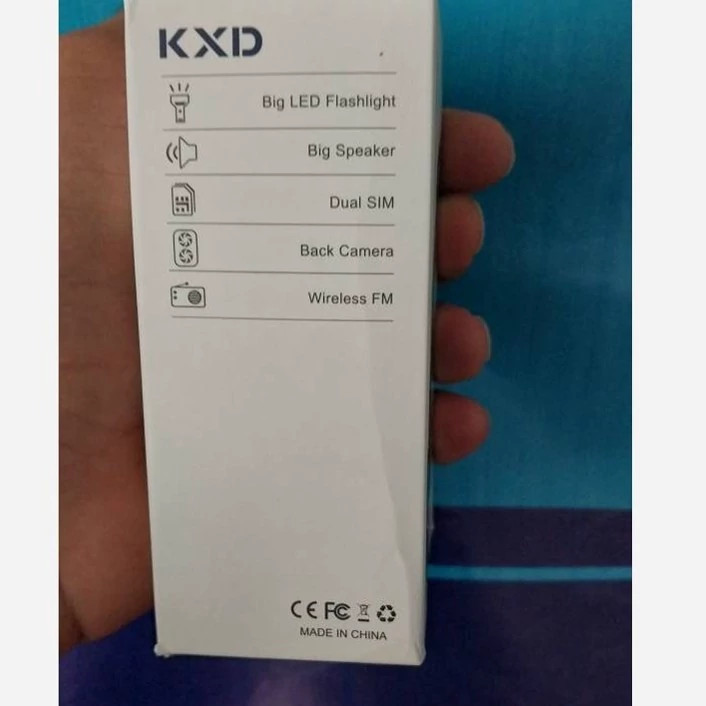 KXD
Big LED Flashlight
Big Speaker
Dual SIM
Back Camera
Wireless FM
CE FC
MADE IN CHINA